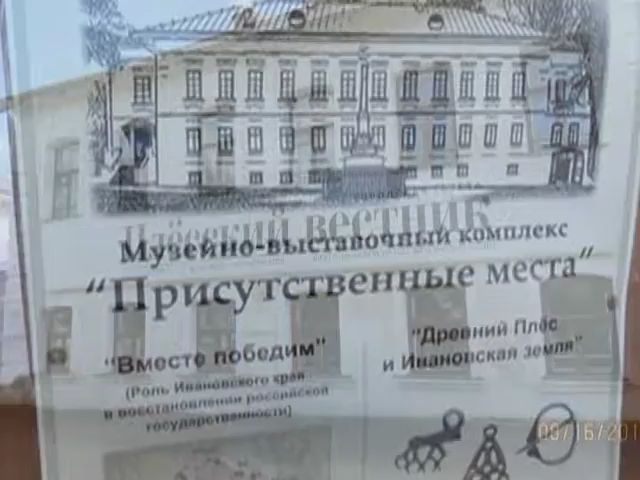 Плёсский вестник
Музейно-выставочный комплекс
"Присутственные места"
"Вместе победим"
(Роль Ивановского края
в восстановлении российской
государственности)
"Древний Плёс
и Ивановская земля"
09/16/201